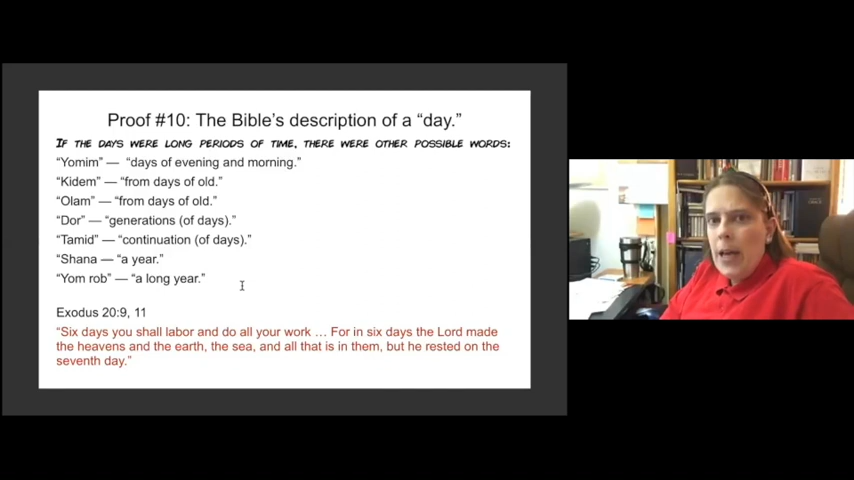 Proof #10: The Bible's description of a “day.”
If the days were long periods of time, there were other possible words:
“Yomim” — “days of evening and morning.”
“Kidem” — “from days of old.”
“Olam” — “from days of old.”
“Dor” — “generations (of days).”
“Tamid” — “continuation (of days).”
“Shana — “a year.”
“Yom rob” — “a long year.”
Exodus 20:9, 11
“Six days you shall labor and do all your work … For in six days the Lord made
the heavens and the earth, the sea, and all that is in them, but he rested on the
seventh day.”